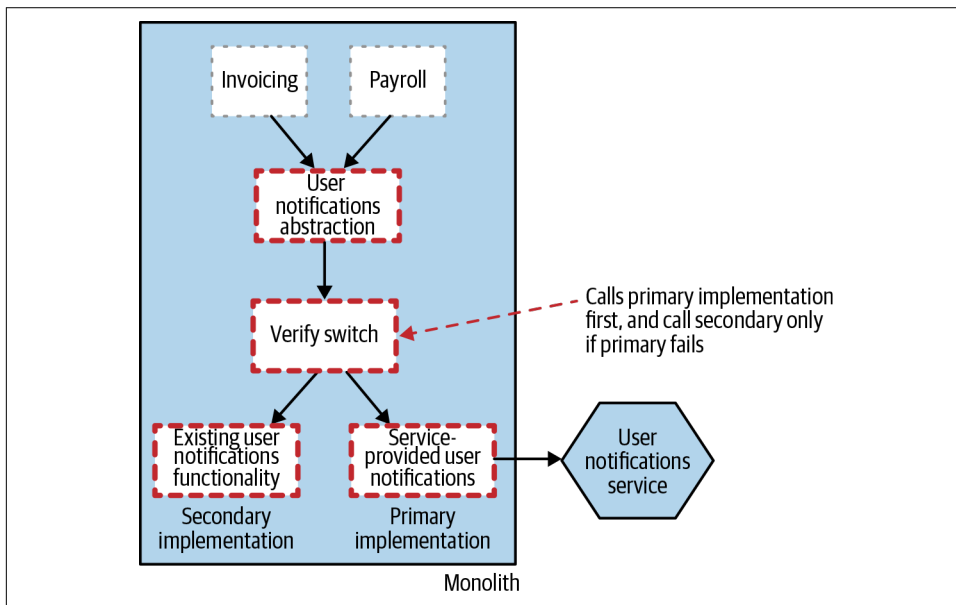 Invoicing
Payroll
User
notifications
abstraction
Verify switch
Calls primary implementation
first, and call secondary only
if primary fails
Existing user
notifications
functionality
Service-
provided user
notifications
User
notifications
service
Secondary
implementation
Primary
implementation
Monolith